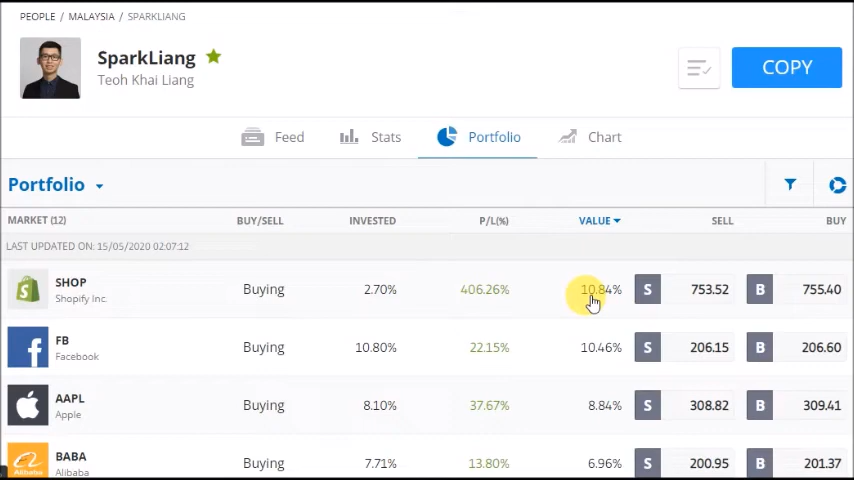 PEOPLE / MALAYSIA / SPARKLIANG
SparkLiang
Teoh Khai Liang
COPY
Feed Stats Portfolio Chart
Portfolio
MARKET (12) BUY/SELL INVESTED P/L(%) VALUE SELL BUY
LAST UPDATED ON: 15/05/2020 02:07:12
SHOP
Shopify Inc.
Buying 2.70% 406.26% 10.84% S 753.52 B 755.40
FB
Facebook
Buying 10.80% 22.15% 10.46% S 206.15 B 206.60
AAPL
Apple
Buying 8.10% 37.67% 8.84% S 308.82 B 309.41
BABA
Alibaba
Buying 7.71% 13.80% 6.96% S 200.95 B 201.37
Alibaba